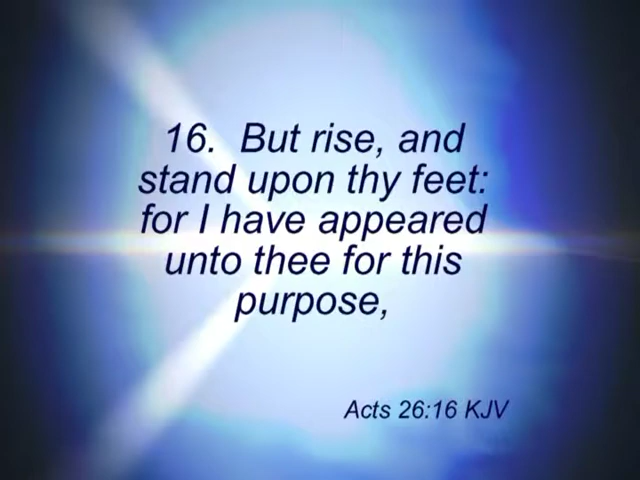 16.  But rise, and
stand upon thy feet:
for I have appeared
unto thee for this
purpose,
Acts 26:16 KJV